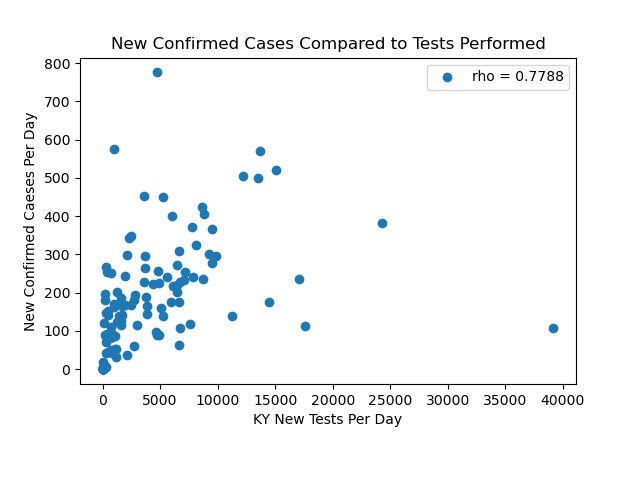 New Confirmed Cases Compared to Tests Performed
rho = 0.7788
New Confirmed Caeses Per Day
800
700
600
500
400
300
200
100
0
0 5000 10000 15000 20000 25000 30000 35000 40000
KY New Tests Per Day